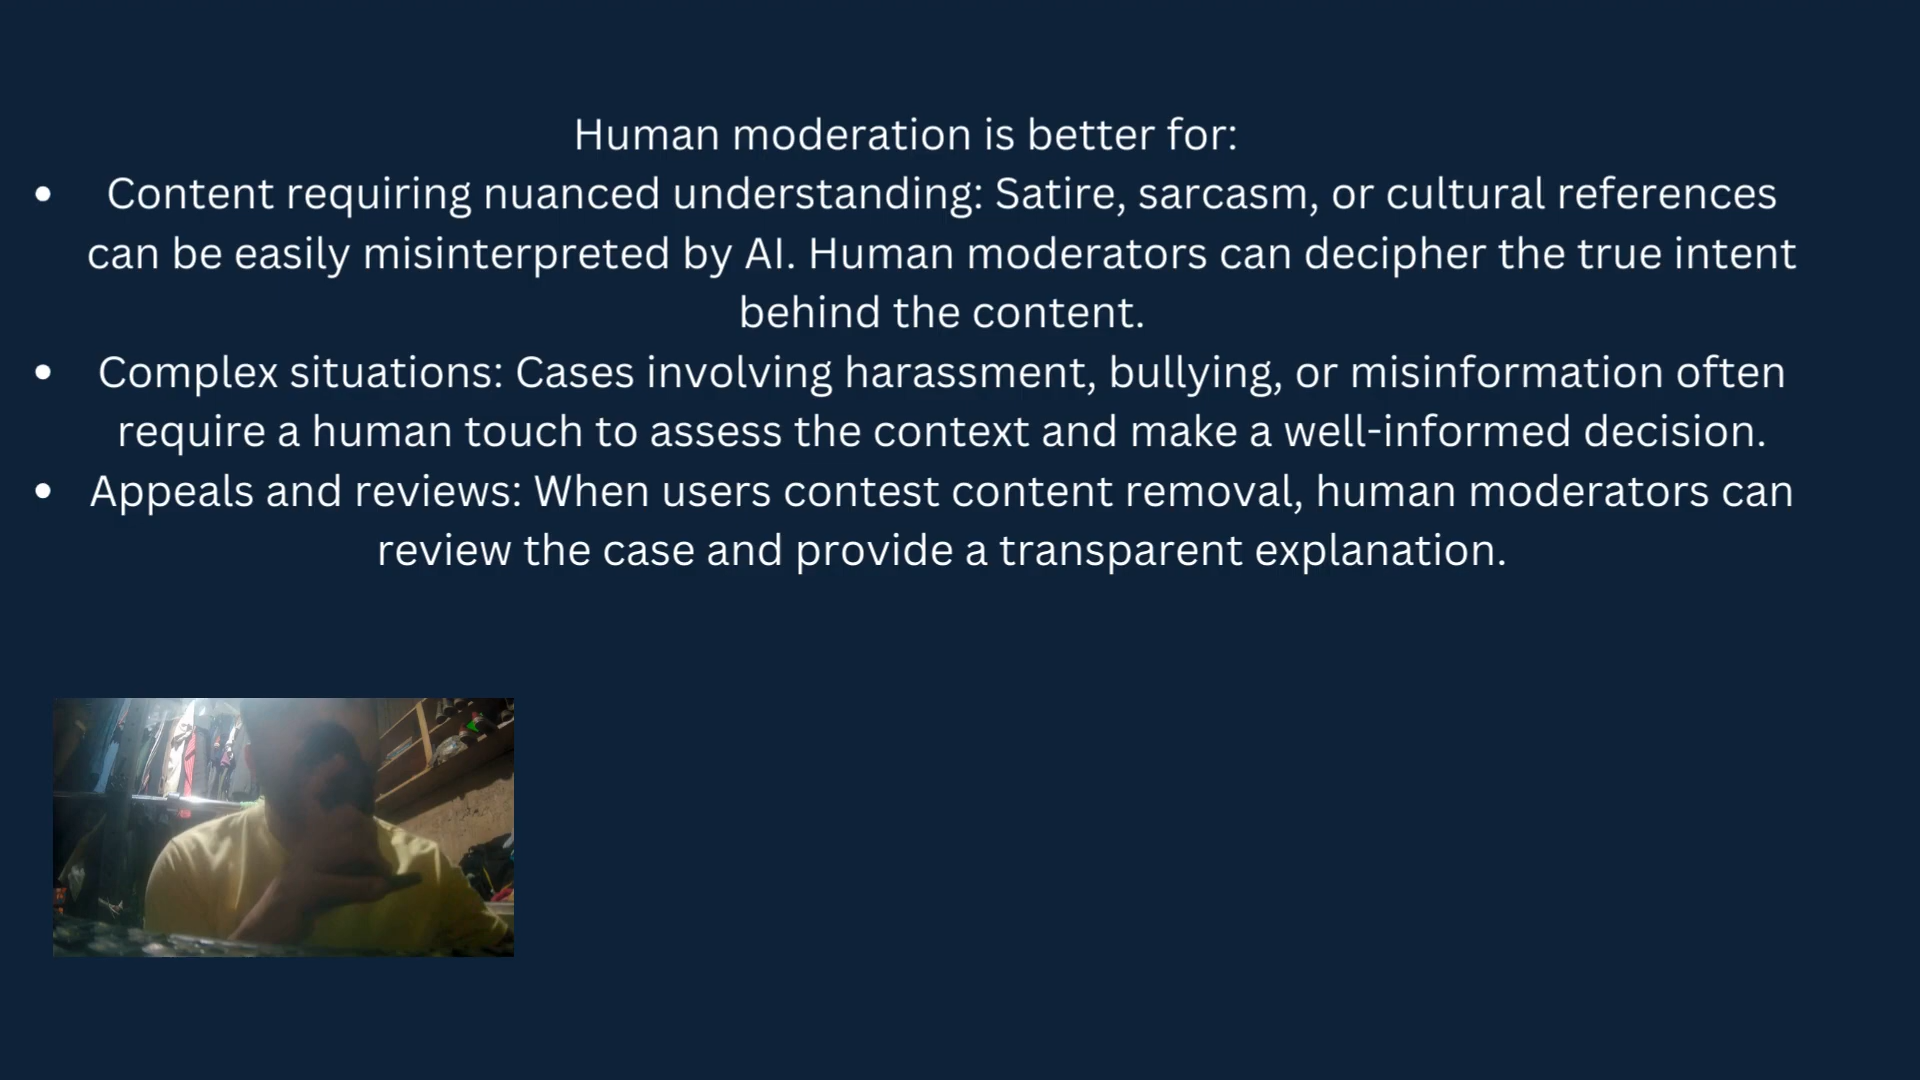 Human moderation is better for:
• Content requiring nuanced understanding: Satire, sarcasm, or cultural references
can be easily misinterpreted by AI. Human moderators can decipher the true intent
behind the content.
• Complex situations: Cases involving harassment, bullying, or misinformation often
require a human touch to assess the context and make a well-informed decision.
• Appeals and reviews: When users contest content removal, human moderators can
review the case and provide a transparent explanation.